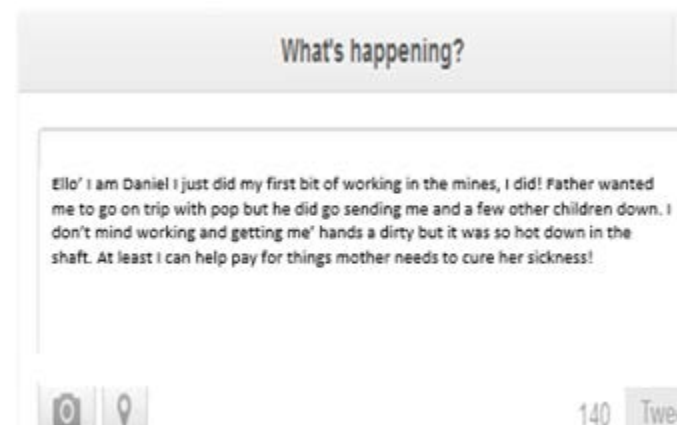 What's happening?
Ello' I am Daniel I just did my first bit of working in the mines, I did! Father wanted
me to go on trip with pop but he did go sending me and a few other children down. I
don't mind working and getting me' hands a dirty but it was so hot down in the
shaft. At least I can help pay for things mother needs to cure her sickness!
140 Twee